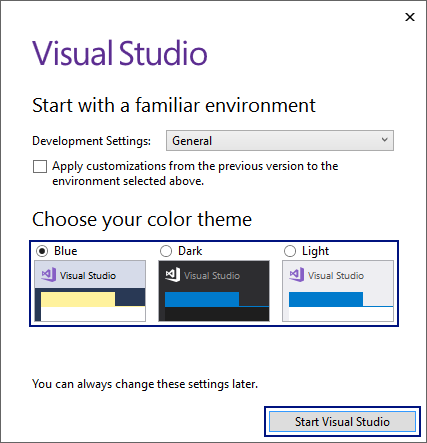 Visual Studio
Start with a familiar environment
Development Settings: General
Apply customizations from the previous version to the
environment selected above.
Choose your color theme
Blue Dark Light
Visual Studio Visual Studio Visual Studio
You can always change these settings later.
Start Visual Studio